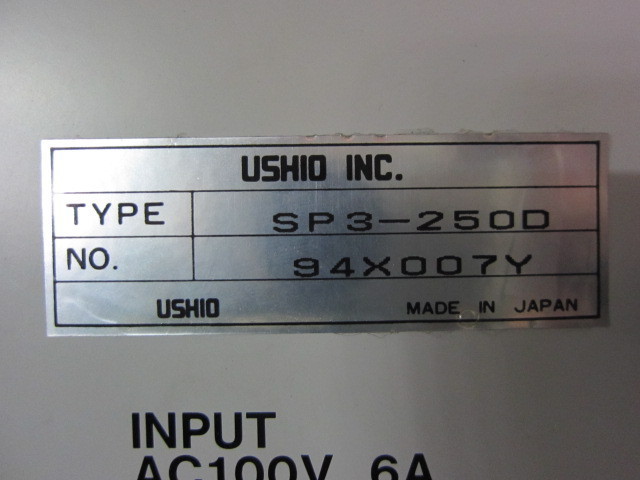 USHIO INC.
TYPE SP3-250D
NO. 94X007Y
USHIO MADE IN JAPAN
INPUT
AC100V 6A